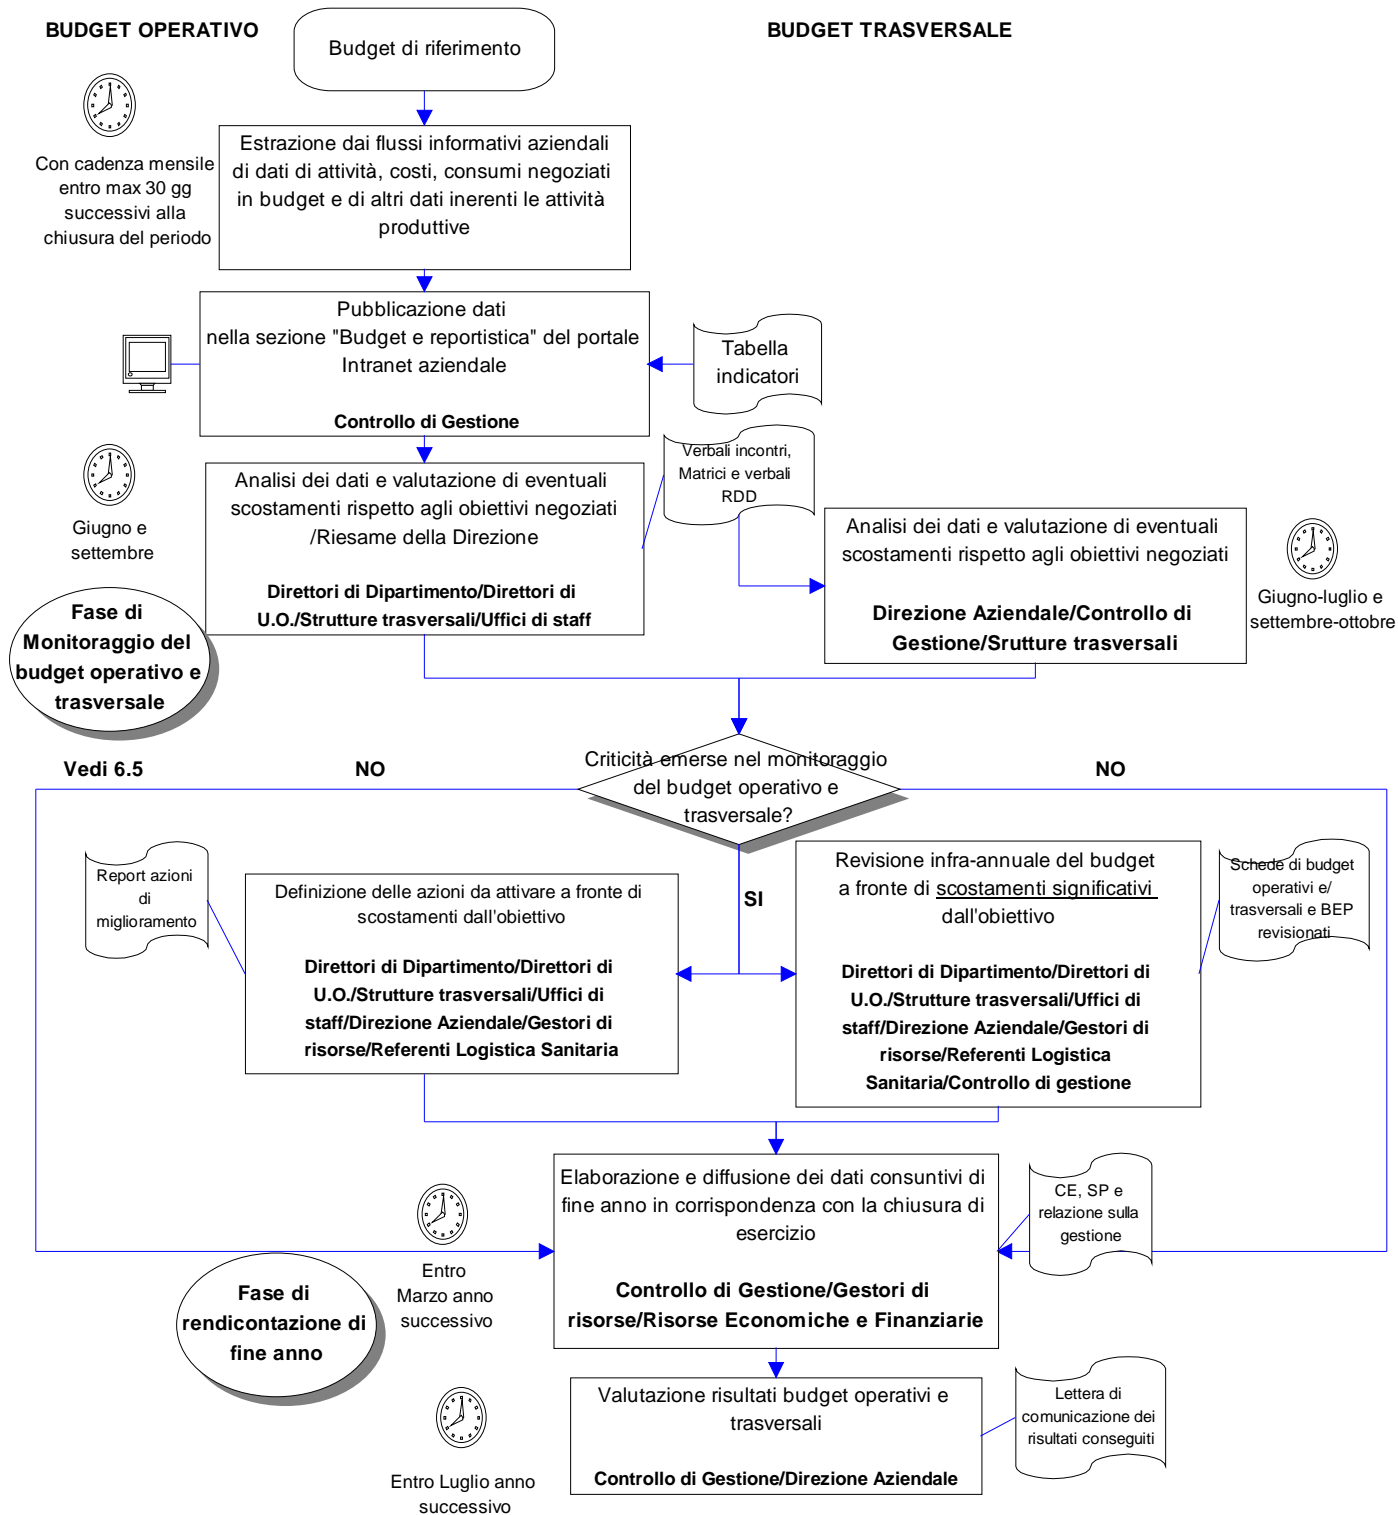 BUDGET OPERATIVO
Budget di riferimento
BUDGET TRASVERSALE
Con cadenza mensile
entro max 30 gg
successivi alla
chiusura del periodo
Estrazione dai flussi informativi aziendali
di dati di attività, costi, consumi negoziati
in budget e di altri dati inerenti le attività
produttive
Pubblicazione dati
nella sezione "Budget e reportistica" del portale
Intranet aziendale
Controllo di Gestione
Tabella
indicatori
Verbali incontri,
Matrici e verbali
RDD
Giugno e
settembre
Analisi dei dati e valutazione di eventuali
scostamenti rispetto agli obiettivi negoziati
/Riesame della Direzione
Direttori di Dipartimento/Direttori di
U.O./Strutture trasversali/Uffici di staff
Analisi dei dati e valutazione di eventuali
scostamenti rispetto agli obiettivi negoziati
Direzione Aziendale/Controllo di
Gestione/Srutture trasversali
Giugno-luglio e
settembre-ottobre
Fase di
Monitoraggio del
budget operativo e
trasversale
Criticità emerse nel monitoraggio
del budget operativo e
trasversale?
Vedi 6.5
NO
NO
SI
Report azioni
di
miglioramento
Definizione delle azioni da attivare a fronte di
scostamenti dall'obiettivo
Direttori di Dipartimento/Direttori di
U.O./Strutture trasversali/Uffici di
staff/Direzione Aziendale/Gestori di
risorse/Referenti Logistica Sanitaria
Revisione infra-annuale del budget
a fronte di scostamenti significativi
dall'obiettivo
Direttori di Dipartimento/Direttori di
U.O./Strutture trasversali/Uffici di
staff/Direzione Aziendale/Gestori di
risorse/Referenti Logistica
Sanitaria/Controllo di gestione
Schede di budget
operativi e/
trasversali e BEP
revisionati
Elaborazione e diffusione dei dati consuntivi di
fine anno in corrispondenza con la chiusura di
esercizio
Controllo di Gestione/Gestori di
risorse/Risorse Economiche e Finanziarie
CE, SP e
relazione sulla
gestione
Entro
Marzo anno
successivo
Fase di
rendicontazione di
fine anno
Valutazione risultati budget operativi e
trasversali
Controllo di Gestione/Direzione Aziendale
Lettera di
comunicazione dei
risultati conseguiti
Entro Luglio anno
successivo